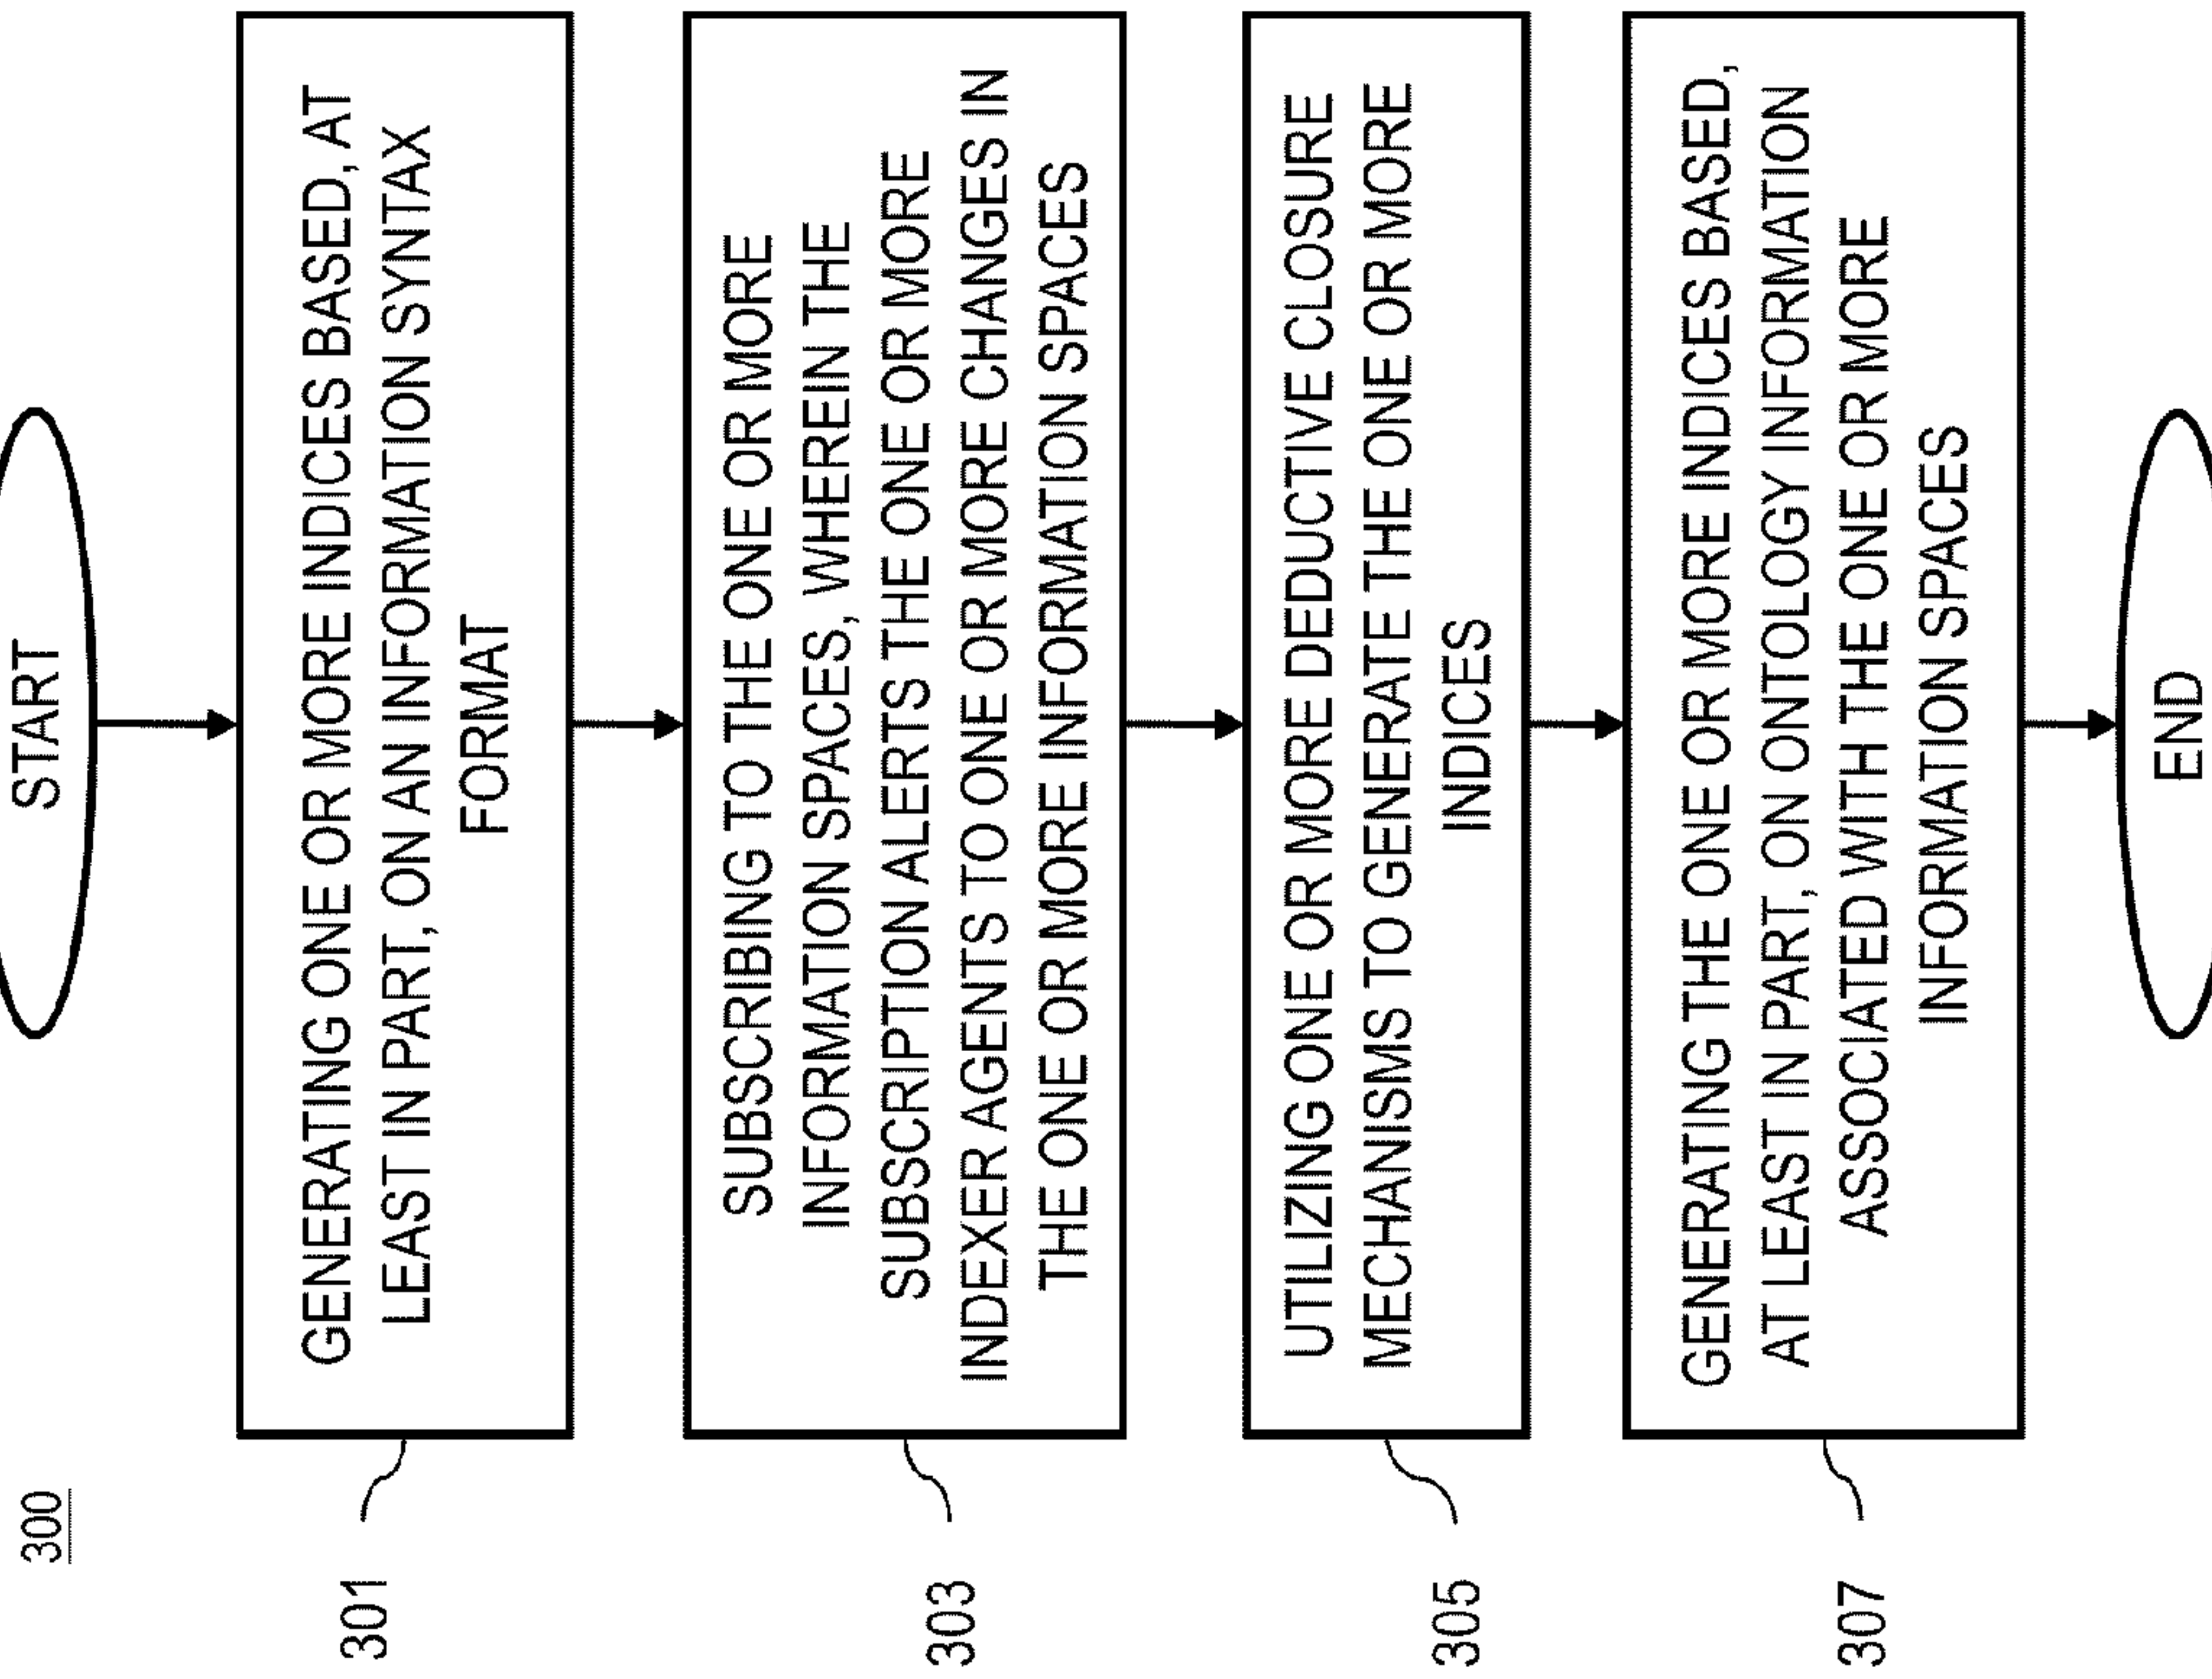 300
START
301
GENERATING ONE OR MORE INDICES BASED, AT
LEAST IN PART, ON AN INFORMATION SYNTAX
FORMAT
303
SUBSCRIBING TO THE ONE OR MORE
INFORMATION SPACES, WHEREIN THE
SUBSCRIPTION ALERTS THE ONE OR MORE
INDEXER AGENTS TO ONE OR MORE CHANGES IN
THE ONE OR MORE INFORMATION SPACES
305
UTILIZING ONE OR MORE DEDUCTIVE CLOSURE
MECHANISMS TO GENERATE THE ONE OR MORE
INDICES
307
GENERATING THE ONE OR MORE INDICES BASED,
AT LEAST IN PART, ON ONTOLOGY INFORMATION
ASSOCIATED WITH THE ONE OR MORE
INFORMATION SPACES
END